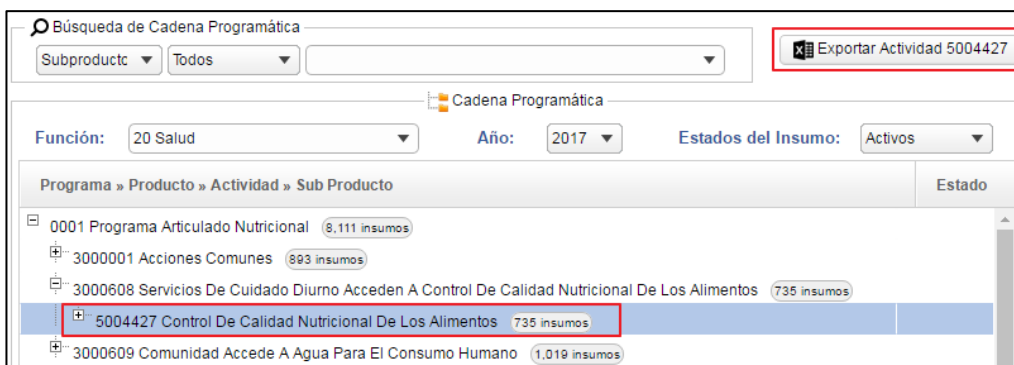 Búsqueda de Cadena Programática
Subproducto Todos
Exportar Actividad 5004427
Cadena Programática
Función: 20 Salud Año: 2017 Estados del Insumo: Activos
Programa » Producto » Actividad » Sub Producto Estado
0001 Programa Articulado Nutricional 8,111 insumos
3000001 Acciones Comunes 893 insumos
3000608 Servicios De Cuidado Diurno Acceden A Control De Calidad Nutricional De Los Alimentos 735 insumos
5004427 Control De Calidad Nutricional De Los Alimentos 735 insumos
3000609 Comunidad Accede A Agua Para El Consumo Humano 1,019 insumos